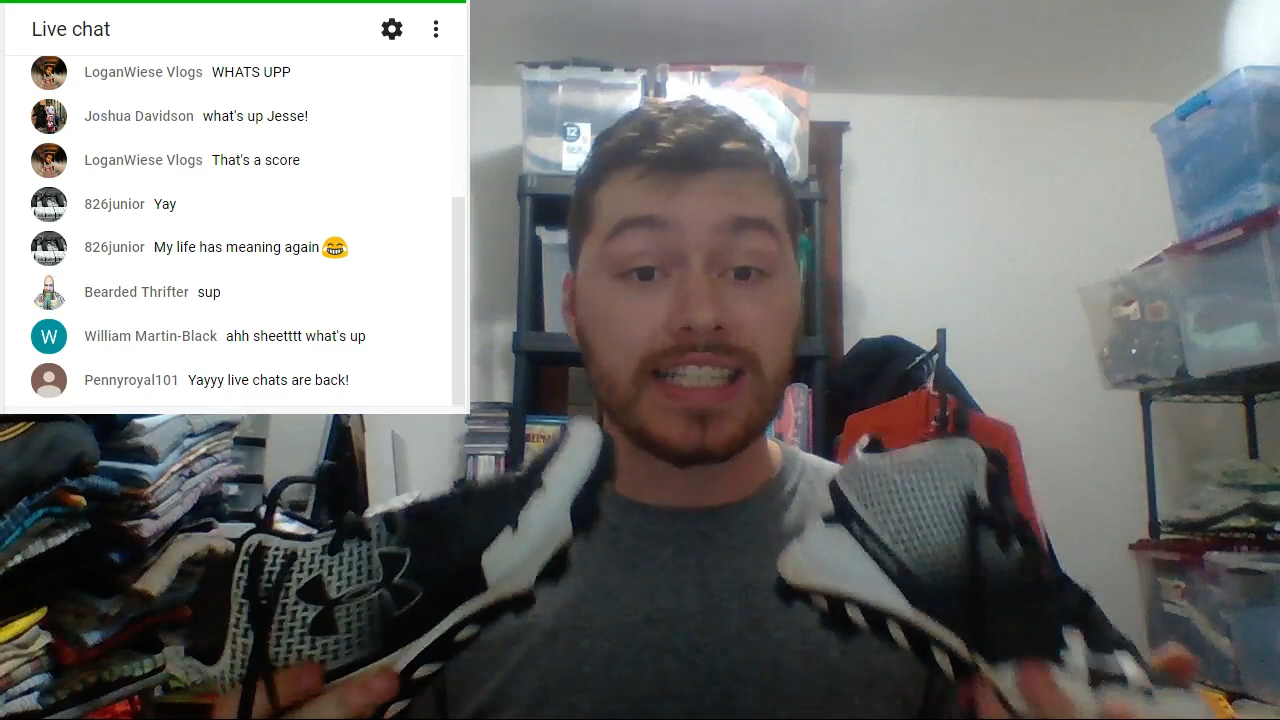 Live chat
LoganWiese Vlogs WHATS UPP
Joshua Davidson what's up Jesse!
LoganWiese Vlogs That's a score
826junior Yay
826junior My life has meaning again 😂
Bearded Thrifter sup
W William Martin-Black ahh sheetttt what's up
Pennyroyal101 Yayyy live chats are back!
12